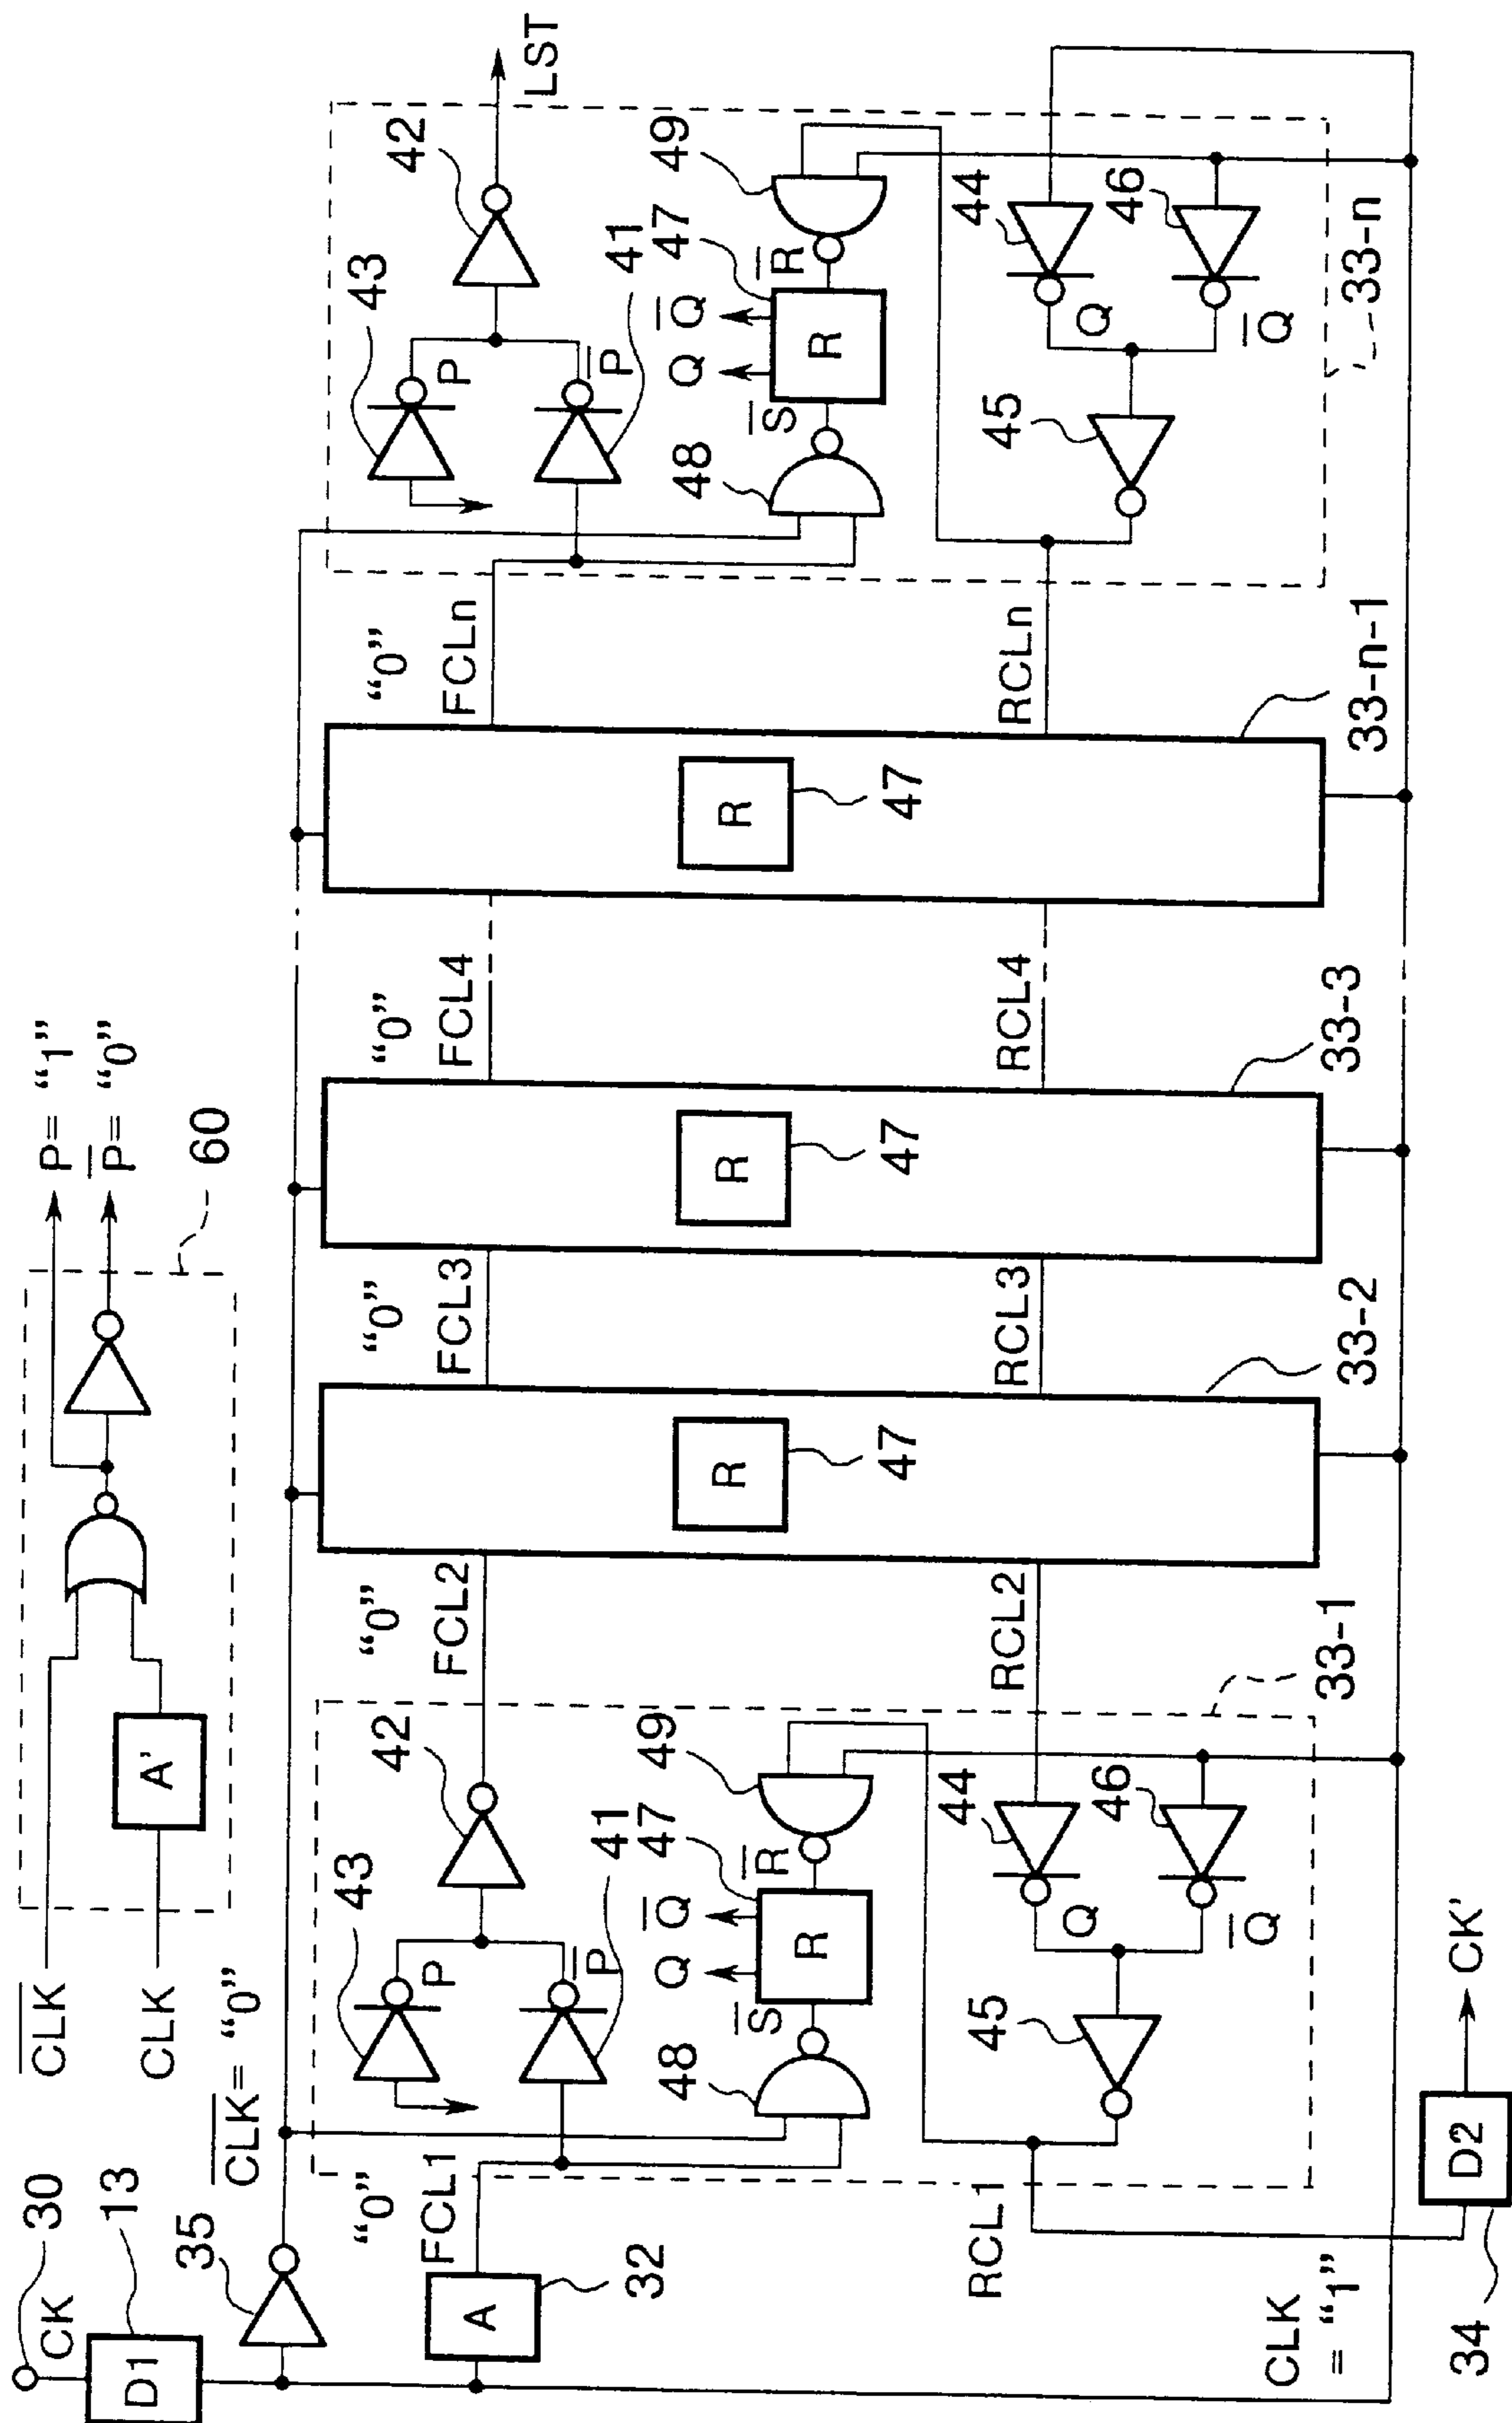 CLK
CLK
A'
P= “1”
P= “0”
60
30
CK
13
D1
35
CLK= “0”
A
32
“0”
FCL1
43
P
42
41
P
47
Q
Q
S
R
R
48
49
44
46
45
Q
Q
RCL1
33-1
“0”
FCL2
RCL2
R
47
33-2
“0”
FCL3
RCL3
R
47
33-3
“0”
FCL4
RCL4
R
47
33-n-1
“0”
FCLn
RCLn
43
P
42
LST
41
P
47
Q
Q
S
R
R
48
49
44
46
45
Q
Q
33-n
CLK
= “1”
34
D2
CK'